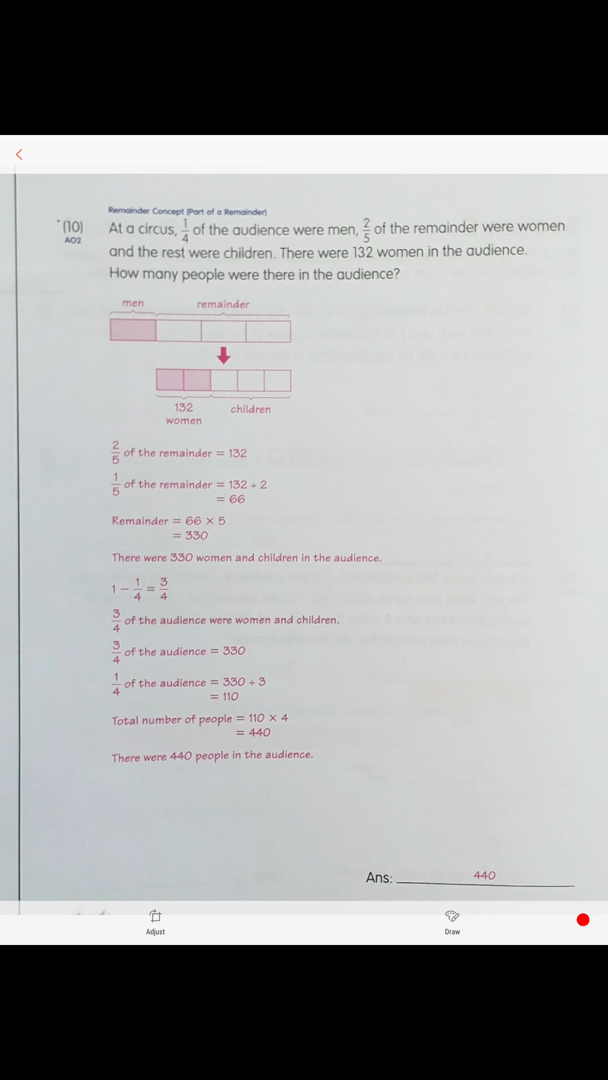 Remainder Concept (Part of a Remainder)
*(10) At a circus, 1/4 of the audience were men, 2/5 of the remainder were women
AO2
and the rest were children. There were 132 women in the audience.
How many people were there in the audience?
men remainder
132 children
women
2/5 of the remainder = 132
1/5 of the remainder = 132 ÷ 2
= 66
Remainder = 66 × 5
= 330
There were 330 women and children in the audience.
1 - 1/4 = 3/4
3/4 of the audience were women and children.
3/4 of the audience = 330
1/4 of the audience = 330 ÷ 3
= 110
Total number of people = 110 × 4
= 440
There were 440 people in the audience.
Ans: 440
Adjust Draw